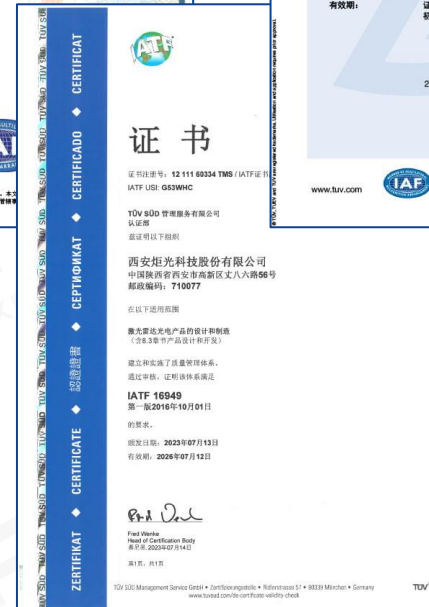 IATF
证 书
证书注册号: 12 111 60334 TMS / IATF证书
IATF USI: G53WHC
TÜV SÜD 管理服务有限公司
认证部
兹证明以下组织
西安炬光科技股份有限公司
中国陕西省西安市高新区丈八六路56号
邮政编码: 710077
在以下适用范围
激光雷达光电产品的设计和制造
(含8.3章节产品设计和开发)
建立和实施了质量管理体系。
通过审核,证明该体系满足
IATF 16949
第一版2016年10月01日
的要求。
颁发日期: 2023年07月13日
有效期: 2026年07月12日
Fred Wenke
Head of Certification Body
慕尼黑, 2023年07月14日
第1页, 共1页
TÜV SÜD Management Service GmbH • Zertifizierungsstelle • Ridlerstrasse 57 • 80339 München • Germany
www.tuvsud.com/de-certificate-validity-check
TÜV
ZERTIFIKAT ◆ CERTIFICATE ◆ 認證證書 ◆ СЕРТИФИКАТ ◆ CERTIFICADO ◆ CERTIFICAT
有效期:
www.tuv.com
IAF